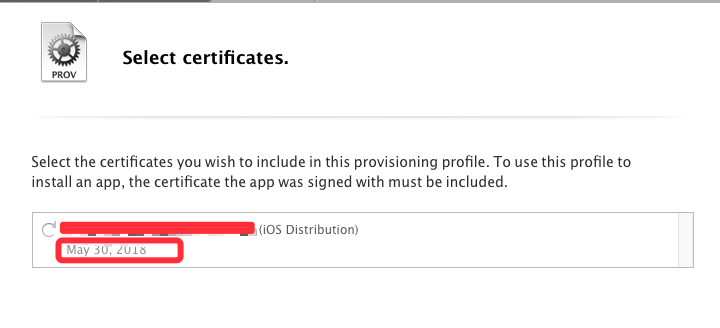 PROV
Select certificates.
Select the certificates you wish to include in this provisioning profile. To use this profile to
install an app, the certificate the app was signed with must be included.
(iOS Distribution)
May 30, 2018